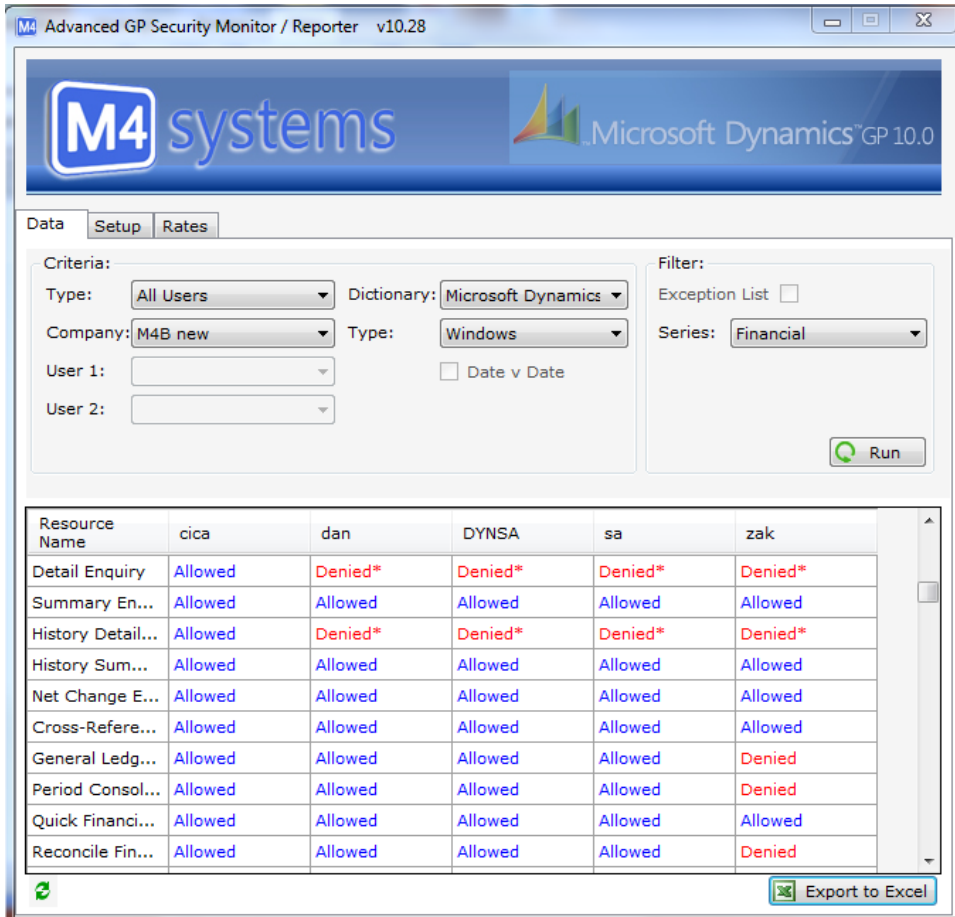 M4 Advanced GP Security Monitor / Reporter v10.28
M4 systems
Microsoft Dynamics™ GP 10.0
Data Setup Rates
Criteria: Filter:
Type: All Users Dictionary: Microsoft Dynamics Exception List
Company: M4B new Type: Windows Series: Financial
User 1: Date v Date
User 2:
Run
Resource Name cica dan DYNSA sa zak
Detail Enquiry Allowed Denied* Denied* Denied* Denied*
Summary En... Allowed Allowed Allowed Allowed Allowed
History Detail... Allowed Denied* Denied* Denied* Denied*
History Sum... Allowed Allowed Allowed Allowed Allowed
Net Change E... Allowed Allowed Allowed Allowed Allowed
Cross-Refere... Allowed Allowed Allowed Allowed Allowed
General Ledg... Allowed Allowed Allowed Allowed Denied
Period Consol... Allowed Allowed Allowed Allowed Denied
Quick Financi... Allowed Allowed Allowed Allowed Allowed
Reconcile Fin... Allowed Allowed Allowed Allowed Denied
Export to Excel